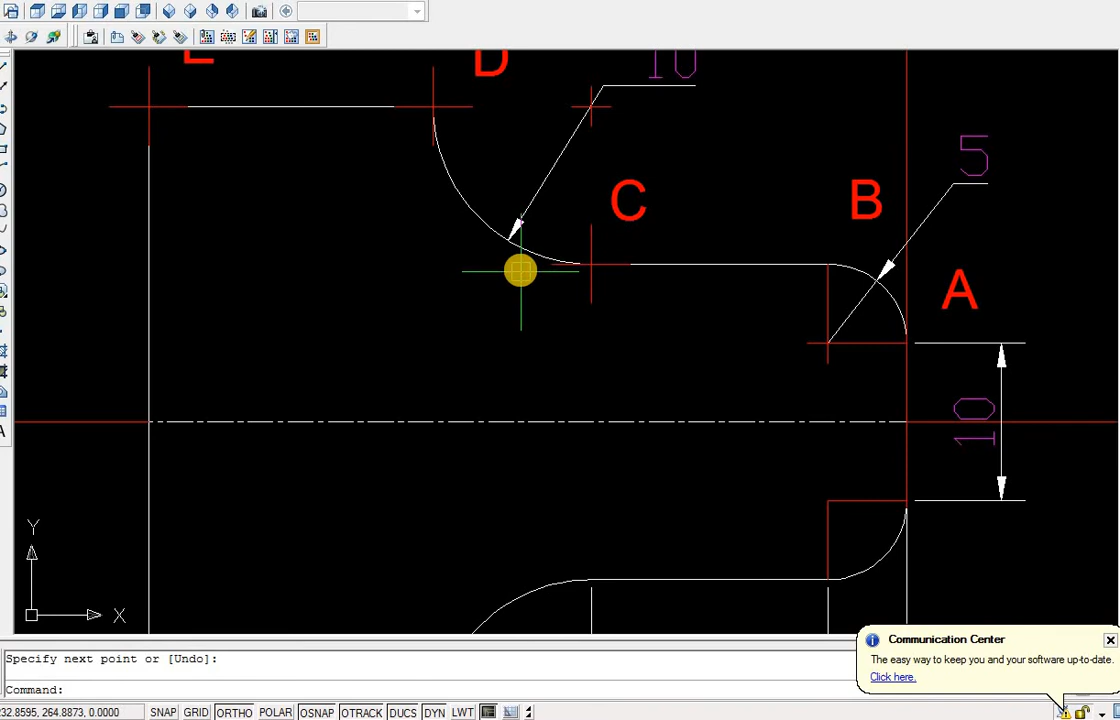 E
D
10
5
C
B
A
10
Y
X
Communication Center
The easy way to keep you and your software up-to-date.
Click here.
Specify next point or [Undo]:
Command:
232.8595, 264.8873, 0.0000 SNAP GRID ORTHO POLAR OSNAP OTRACK DUCS DYN LWT
A